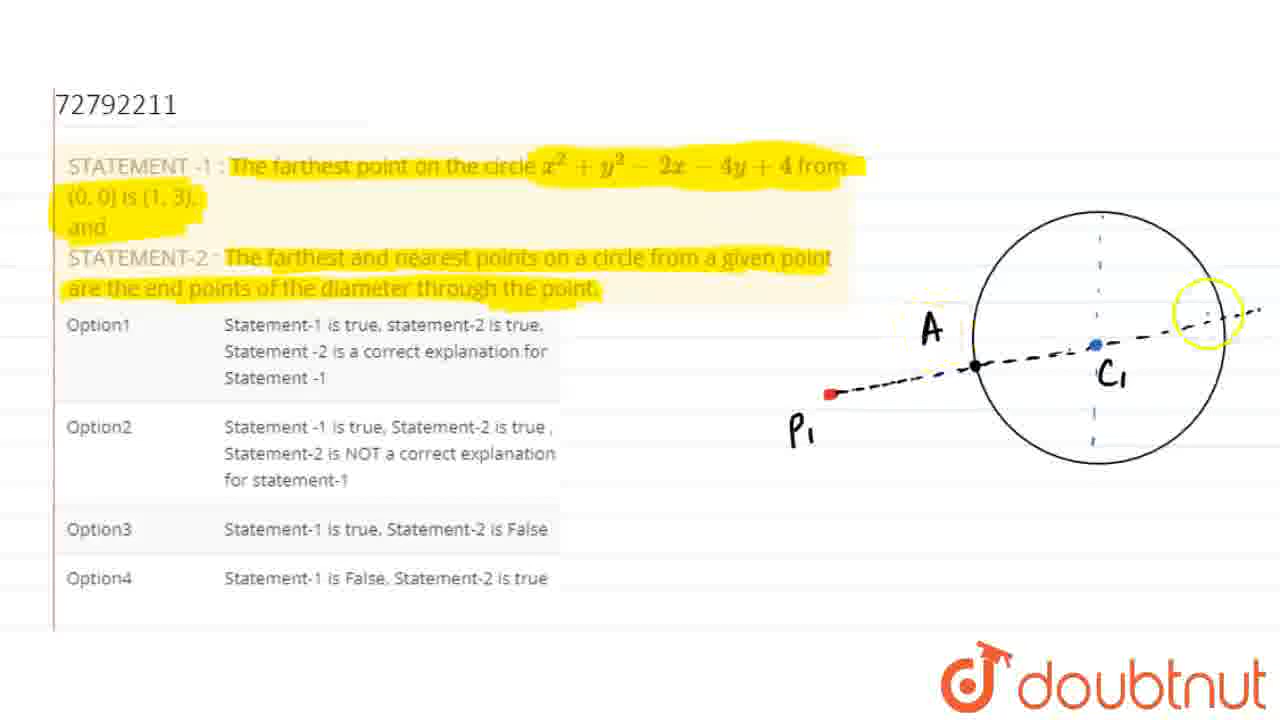 72792211
STATEMENT -1 : The farthest point on the circle x² + y² − 2x − 4y + 4 from
(0, 0] is (1, 3).
and
STATEMENT-2 : The farthest and nearest points on a circle from a given point
are the end points of the diameter through the point.
Option1 Statement-1 is true, statement-2 is true,
Statement -2 is a correct explanation for
Statement -1
Option2 Statement -1 is true, Statement-2 is true ,
Statement-2 is NOT a correct explanation
for statement-1
Option3 Statement-1 is true, Statement-2 is False
Option4 Statement-1 is False, Statement-2 is true
A
C₁
P₁
doubtnut